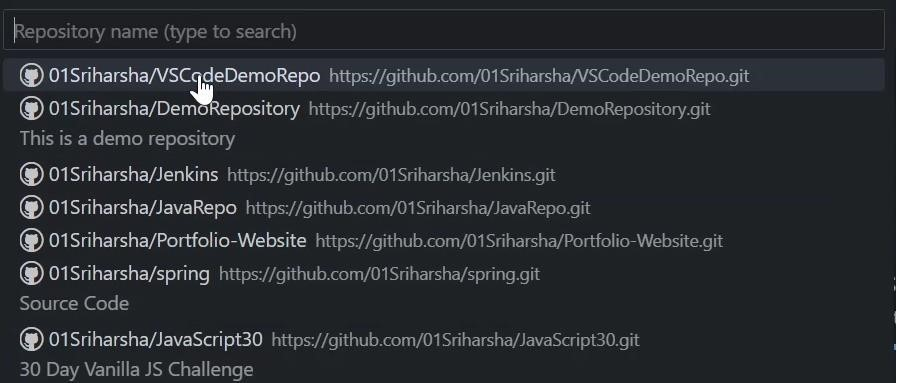 Repository name (type to search)
01Sriharsha/VSCodeDemoRepo https://github.com/01Sriharsha/VSCodeDemoRepo.git
01Sriharsha/DemoRepository https://github.com/01Sriharsha/DemoRepository.git
This is a demo repository
01Sriharsha/Jenkins https://github.com/01Sriharsha/Jenkins.git
01Sriharsha/JavaRepo https://github.com/01Sriharsha/JavaRepo.git
01Sriharsha/Portfolio-Website https://github.com/01Sriharsha/Portfolio-Website.git
01Sriharsha/spring https://github.com/01Sriharsha/spring.git
Source Code
01Sriharsha/JavaScript30 https://github.com/01Sriharsha/JavaScript30.git
30 Day Vanilla JS Challenge